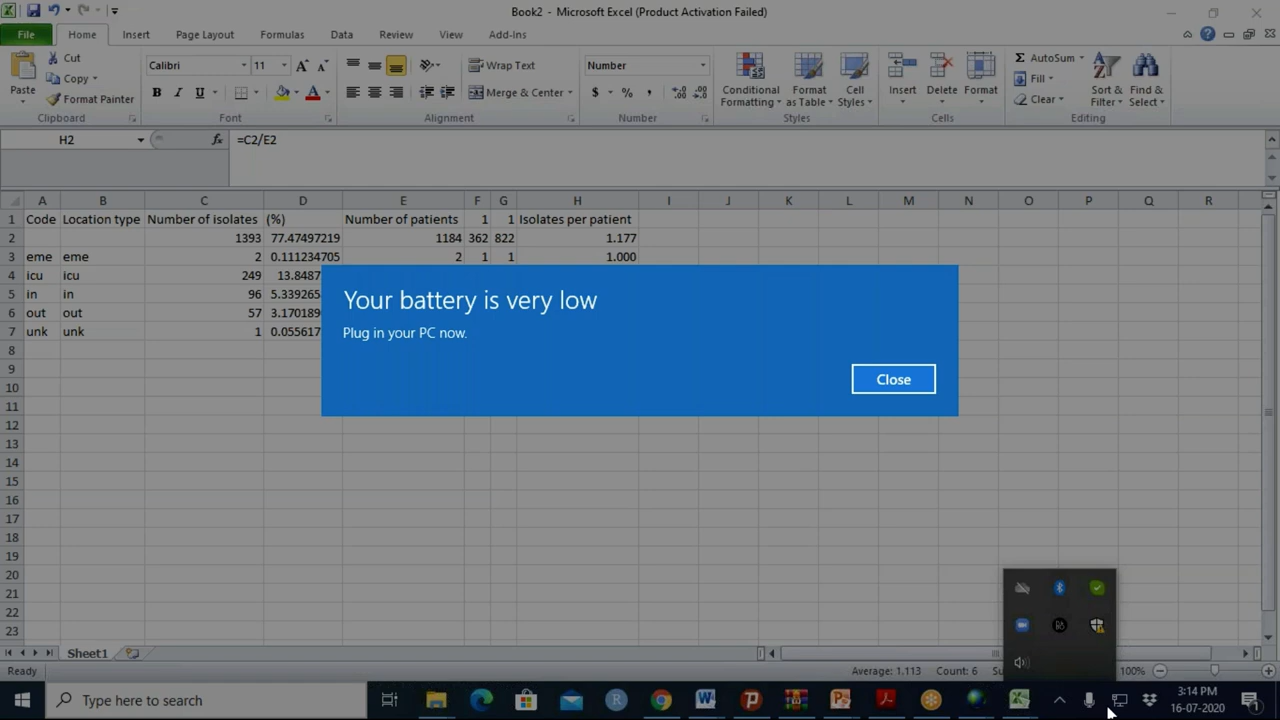 Book2 - Microsoft Excel (Product Activation Failed)
File Home Insert Page Layout Formulas Data Review View Add-Ins
Paste
Cut
Copy
Format Painter
Clipboard
Calibri 11
B I U
Font
Wrap Text
Merge & Center
Alignment
Number
$ % ,
Number
Conditional Formatting
Format as Table
Cell Styles
Styles
Insert
Delete
Format
Cells
AutoSum
Fill
Clear
Sort & Filter
Find & Select
Editing
H2 fx =C2/E2
A B C D E F G H I J K L M N O P Q R
1 Code Location type Number of isolates (%) Number of patients 1 1 Isolates per patient
2 1393 77.47497219 1184 362 822 1.177
3 eme eme 2 0.111234705 2 1 1 1.000
4 icu icu 249 13.8487
5 in in 96 5.339265
6 out out 57 3.170189
7 unk unk 1 0.055617
8
9
10
11
12
13
14
15
16
17
18
19
20
21
22
23
Your battery is very low
Plug in your PC now.
Close
Sheet1
Ready Average: 1.113 Count: 6 100%
Type here to search
3:14 PM
16-07-2020